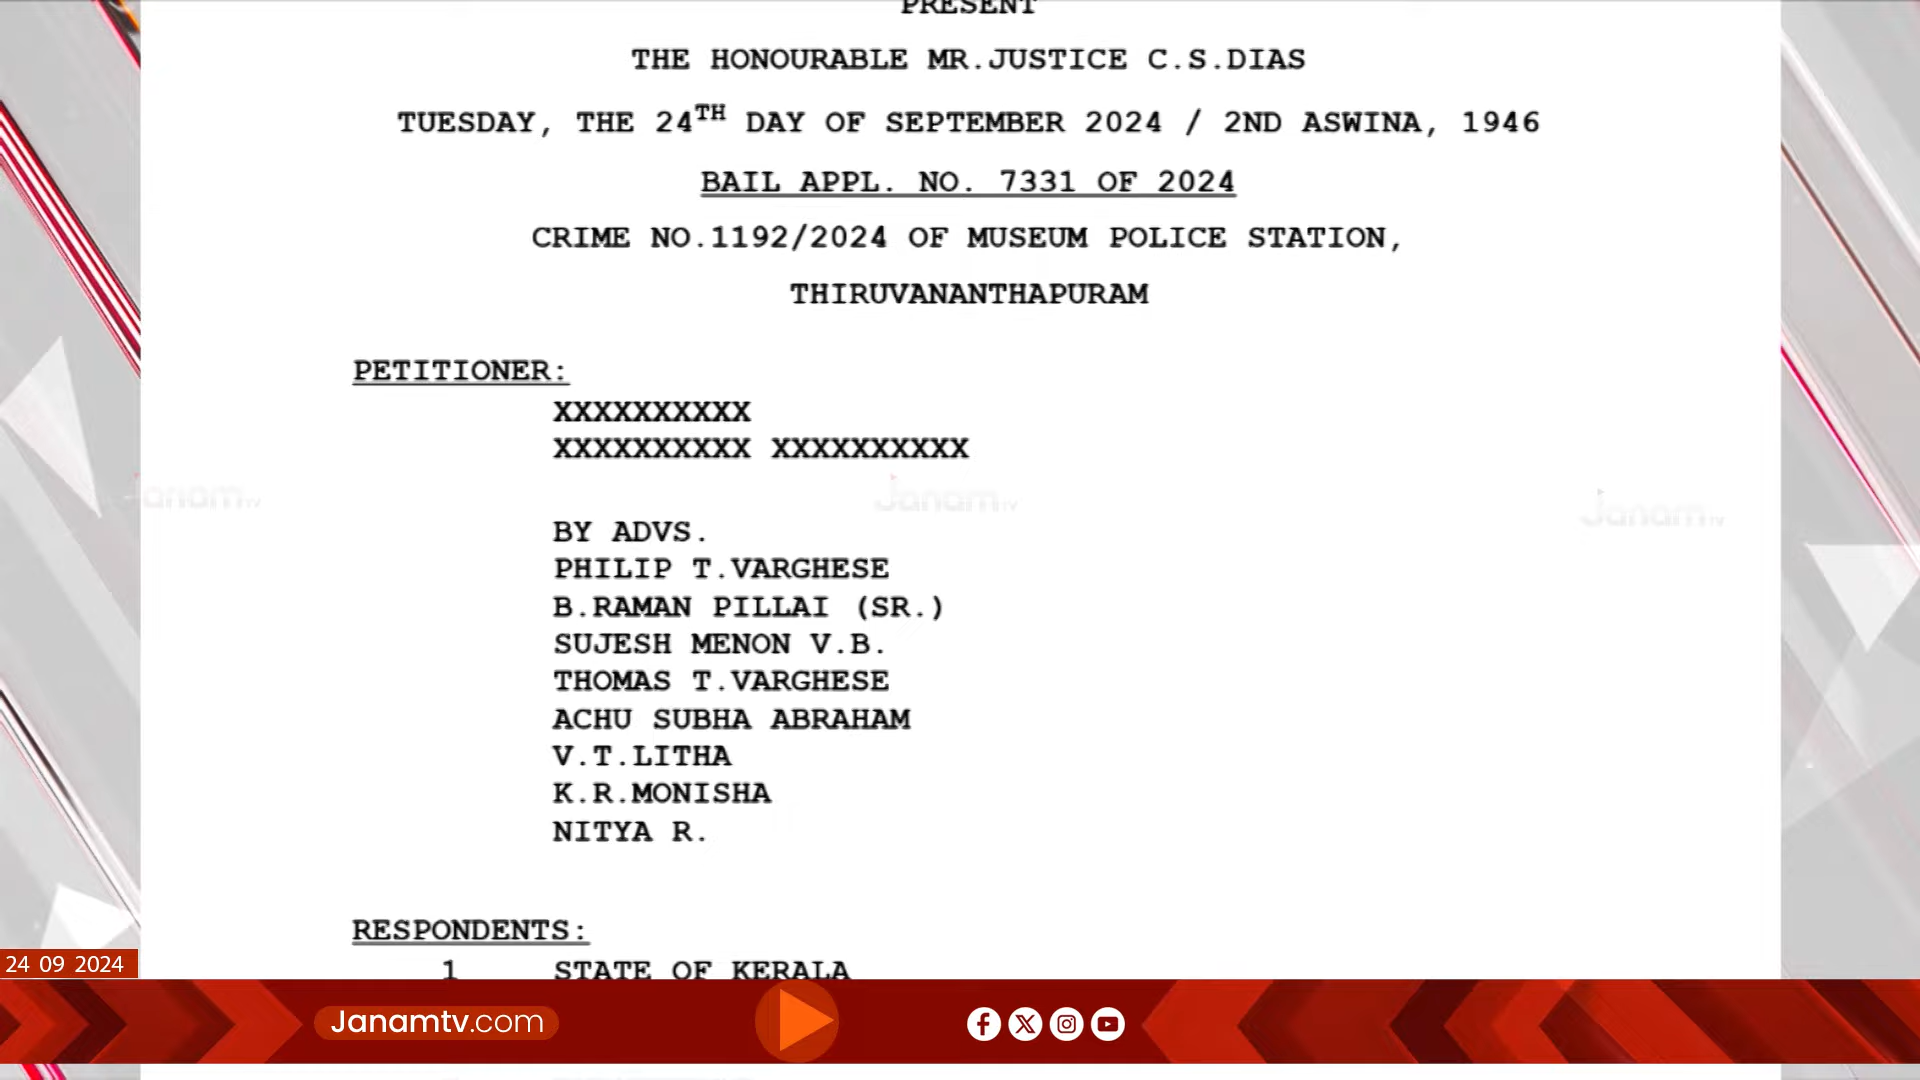 PRESENT
THE HONOURABLE MR.JUSTICE C.S.DIAS
TUESDAY, THE 24TH DAY OF SEPTEMBER 2024 / 2ND ASWINA, 1946
BAIL APPL. NO. 7331 OF 2024
CRIME NO.1192/2024 OF MUSEUM POLICE STATION,
THIRUVANANTHAPURAM
PETITIONER:
XXXXXXXXXX
XXXXXXXXXX XXXXXXXXXX
Janamtv Janamtv Janamtv
BY ADVS.
PHILIP T.VARGHESE
B.RAMAN PILLAI (SR.)
SUJESH MENON V.B.
THOMAS T.VARGHESE
ACHU SUBHA ABRAHAM
V.T.LITHA
K.R.MONISHA
NITYA R.
RESPONDENTS:
1 STATE OF KERALA
24 09 2024
Janamtv.com